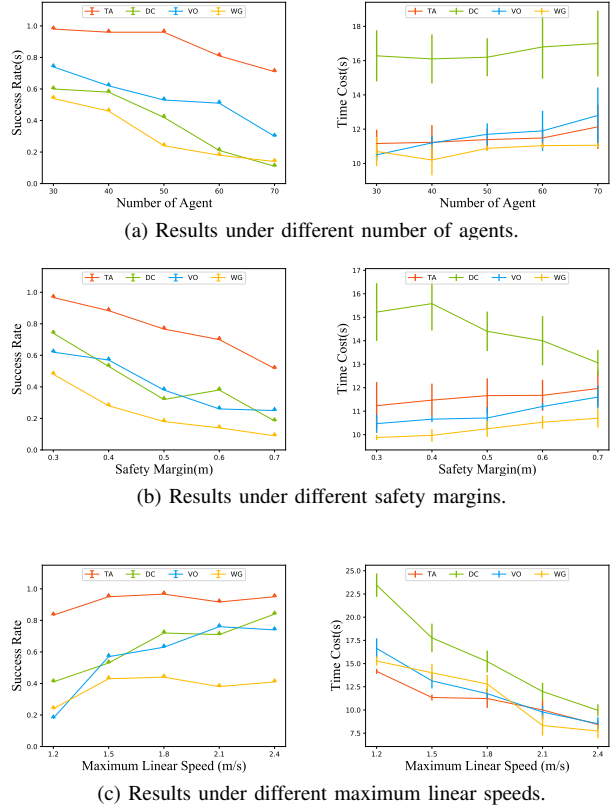 TA DC VO WG
Success Rate(s)
1.0
0.8
0.6
0.4
0.2
0.0
30 40 50 60 70
Number of Agent
TA DC VO WG
Time Cost(s)
18
16
14
12
10
30 40 50 60 70
Number of Agent
(a) Results under different number of agents.
TA DC VO WG
Success Rate
1.0
0.8
0.6
0.4
0.2
0.0
0.3 0.4 0.5 0.6 0.7
Safety Margin(m)
TA DC VO WG
Time Cost(s)
17
16
15
14
13
12
11
10
0.3 0.4 0.5 0.6 0.7
Safety Margin(m)
(b) Results under different safety margins.
TA DC VO WG
Success Rate
1.0
0.8
0.6
0.4
0.2
0.0
1.2 1.5 1.8 2.1 2.4
Maximum Linear Speed (m/s)
TA DC VO WG
Time Cost(s)
25.0
22.5
20.0
17.5
15.0
12.5
10.0
7.5
1.2 1.5 1.8 2.1 2.4
Maximum Linear Speed (m/s)
(c) Results under different maximum linear speeds.